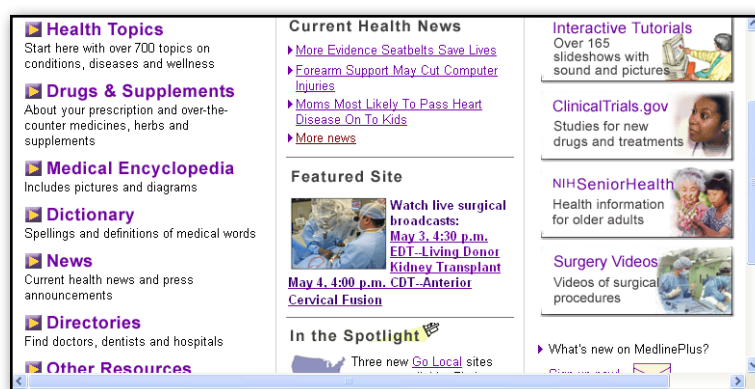 Health Topics
Start here with over 700 topics on
conditions, diseases and wellness
Drugs & Supplements
About your prescription and over-the-
counter medicines, herbs and
supplements
Medical Encyclopedia
Includes pictures and diagrams
Dictionary
Spellings and definitions of medical words
News
Current health news and press
announcements
Directories
Find doctors, dentists and hospitals
Other Resources
Current Health News
More Evidence Seatbelts Save Lives
Forearm Support May Cut Computer
Injuries
Moms Most Likely To Pass Heart
Disease On To Kids
More news
Featured Site
Watch live surgical
broadcasts:
May 3, 4:30 p.m.
EDT--Living Donor
Kidney Transplant
May 4, 4:00 p.m. CDT--Anterior
Cervical Fusion
In the Spotlight
Three new Go Local sites
Interactive Tutorials
Over 165
slideshows with
sound and pictures
ClinicalTrials.gov
Studies for new
drugs and treatments
NIHSeniorHealth
Health information
for older adults
Surgery Videos
Videos of surgical
procedures
What's new on MedlinePlus?